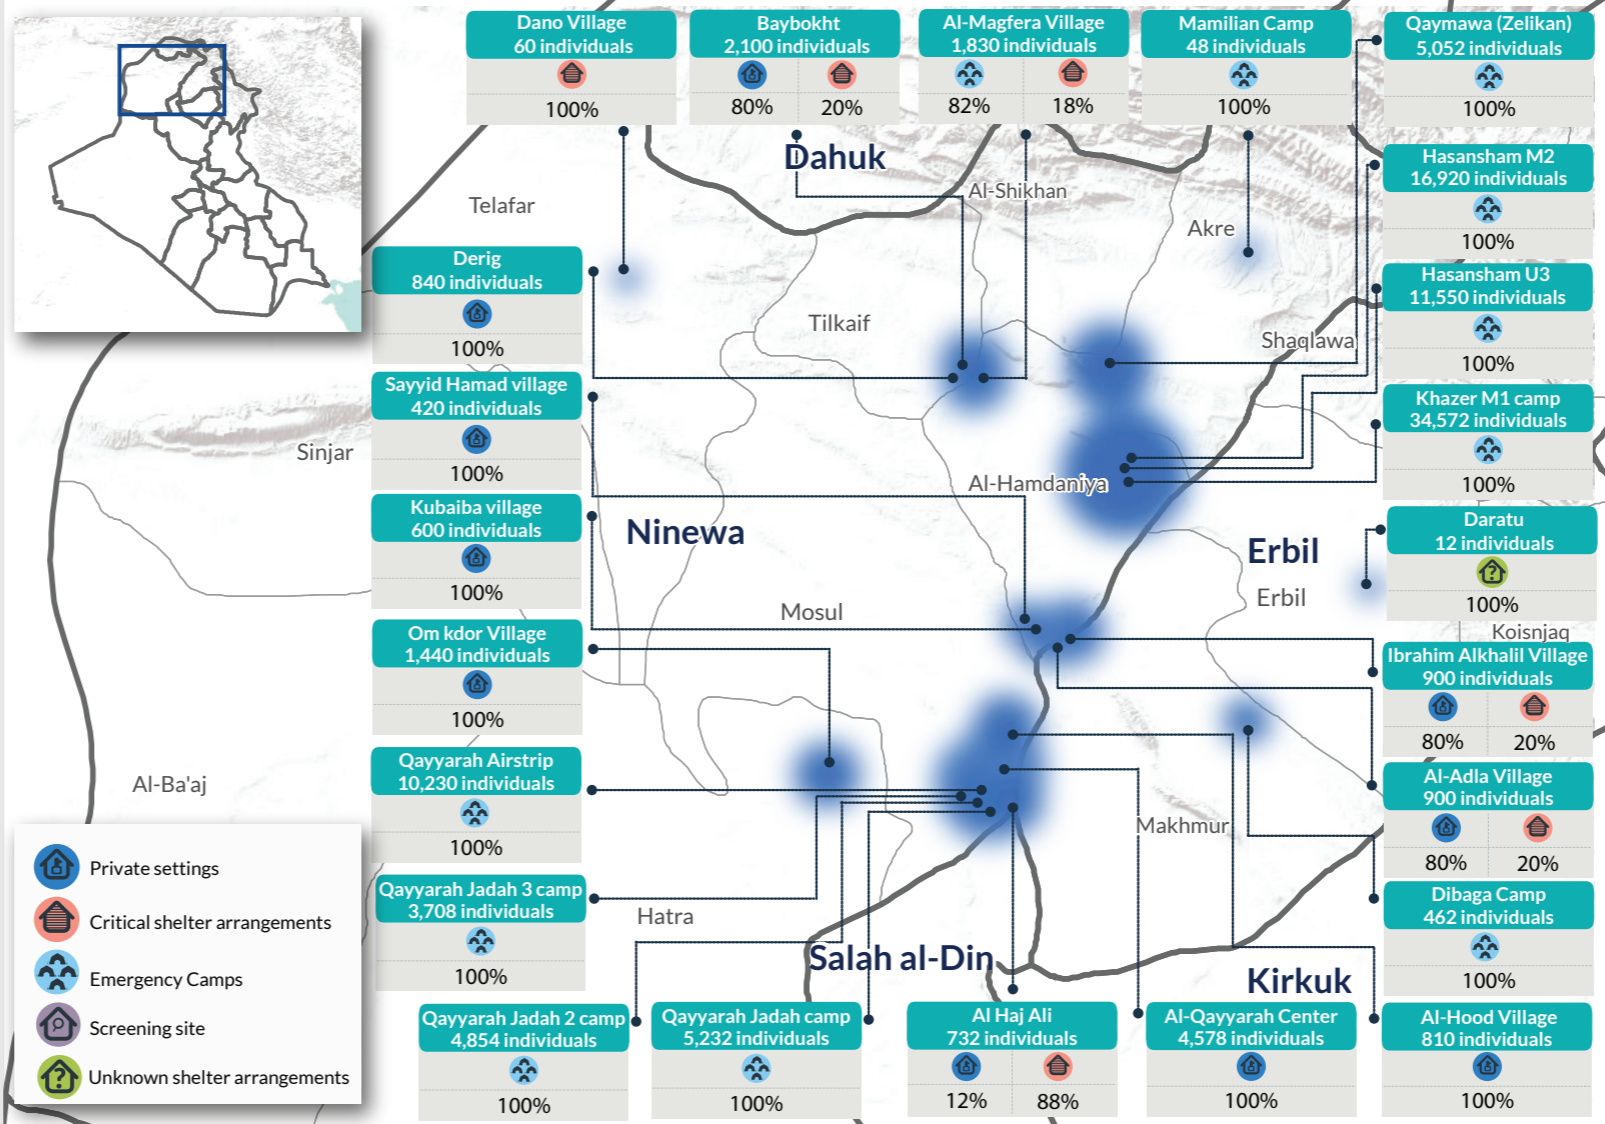 Dano Village
60 individuals
100%
Baybokht
2,100 individuals
80% 20%
Al-Magfera Village
1,830 individuals
82% 18%
Mamilian Camp
48 individuals
100%
Qaymawa (Zelikan)
5,052 individuals
100%
Hasansham M2
16,920 individuals
100%
Hasansham U3
11,550 individuals
100%
Khazer M1 camp
34,572 individuals
100%
Daratu
12 individuals
100%
Ibrahim Alkhalil Village
900 individuals
80% 20%
Al-Adla Village
900 individuals
80% 20%
Dibaga Camp
462 individuals
100%
Al-Hood Village
810 individuals
100%
Derig
840 individuals
100%
Sayyid Hamad village
420 individuals
100%
Kubaiba village
600 individuals
100%
Om kdor Village
1,440 individuals
100%
Qayyarah Airstrip
10,230 individuals
100%
Qayyarah Jadah 3 camp
3,708 individuals
100%
Qayyarah Jadah 2 camp
4,854 individuals
100%
Qayyarah Jadah camp
5,232 individuals
100%
Al Haj Ali
732 individuals
12% 88%
Al-Qayyarah Center
4,578 individuals
100%
Dahuk
Telafar
Al-Shikhan
Akre
Tilkaif
Shaqlawa
Sinjar
Al-Hamdaniya
Ninewa
Erbil
Erbil
Mosul
Koisnjaq
Al-Ba'aj
Makhmur
Hatra
Salah al-Din
Kirkuk
Private settings
Critical shelter arrangements
Emergency Camps
Screening site
Unknown shelter arrangements